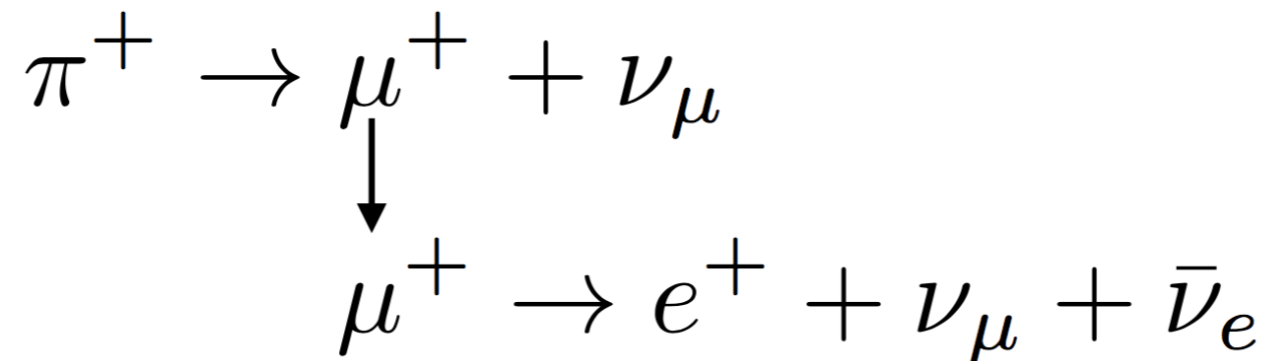 π⁺ → μ⁺ + ν_μ
μ⁺ → e⁺ + ν_μ + ν̄_e